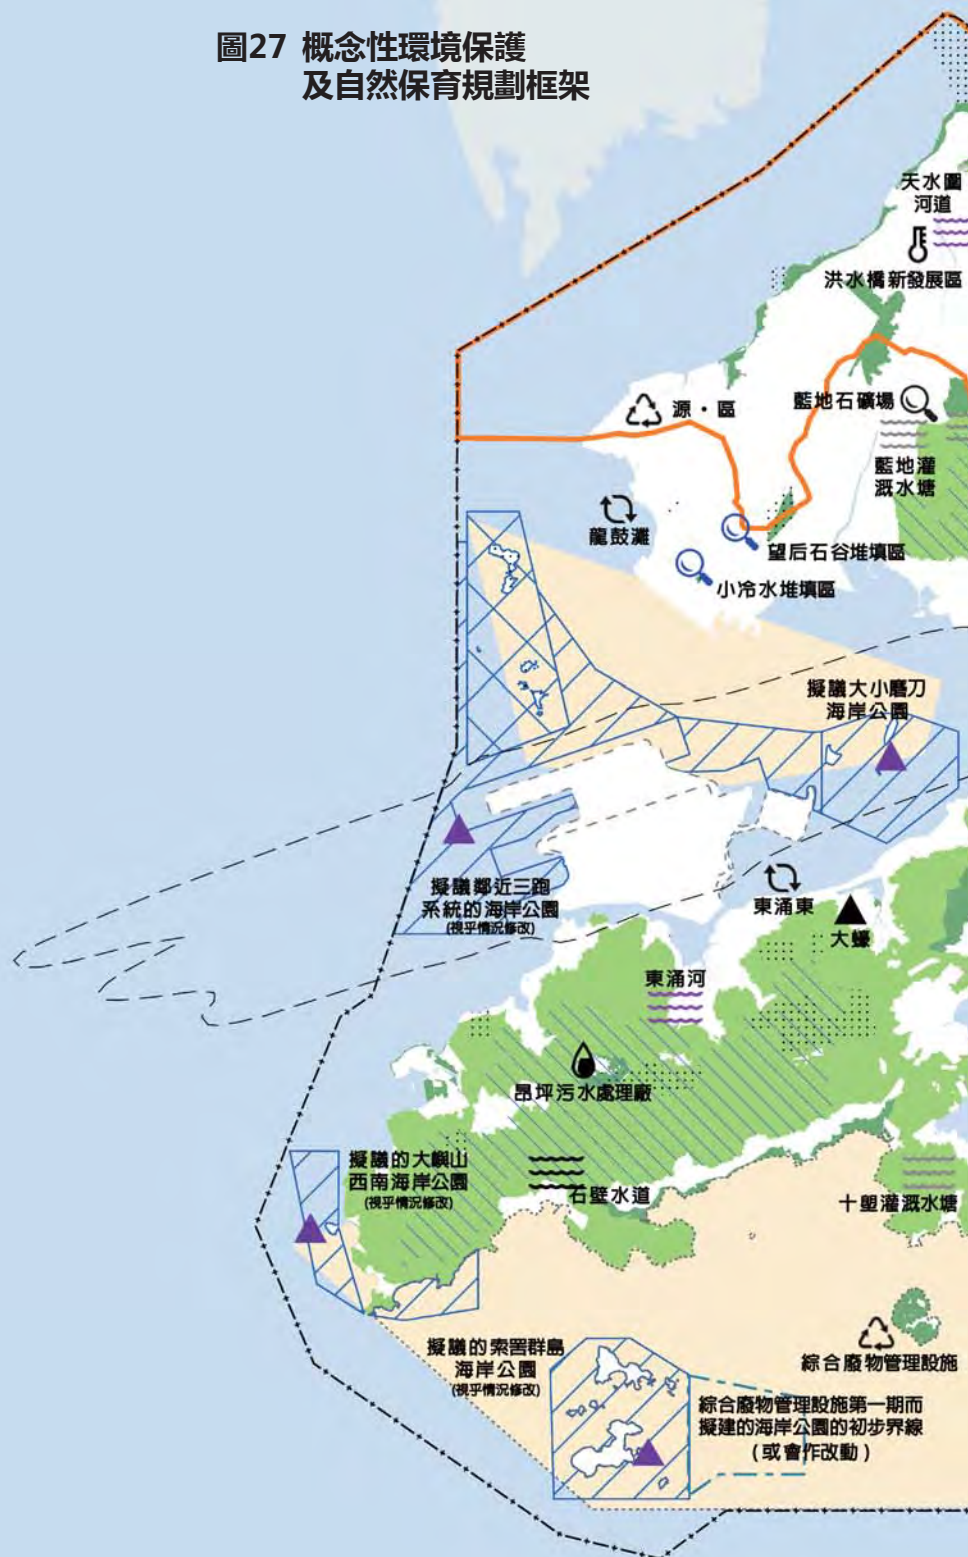 圖27 概念性環境保護
及自然保育規劃框架
天水圍
河道
洪水橋新發展區
源・區
藍地石礦場
藍地灌
溉水塘
龍鼓灘
望后石谷堆填區
小冷水堆填區
擬議大小磨刀
海岸公園
擬議鄰近三跑
系統的海岸公園
(視乎情況修改)
東涌東
大蠔
東涌河
昂坪污水處理廠
擬議的大嶼山
西南海岸公園
(視乎情況修改)
石壁水道
十塱灌溉水塘
擬議的索罟群島
海岸公園
(視乎情況修改)
綜合廢物管理設施
綜合廢物管理設施第一期而
擬建的海岸公園的初步界線
(或會作改動)